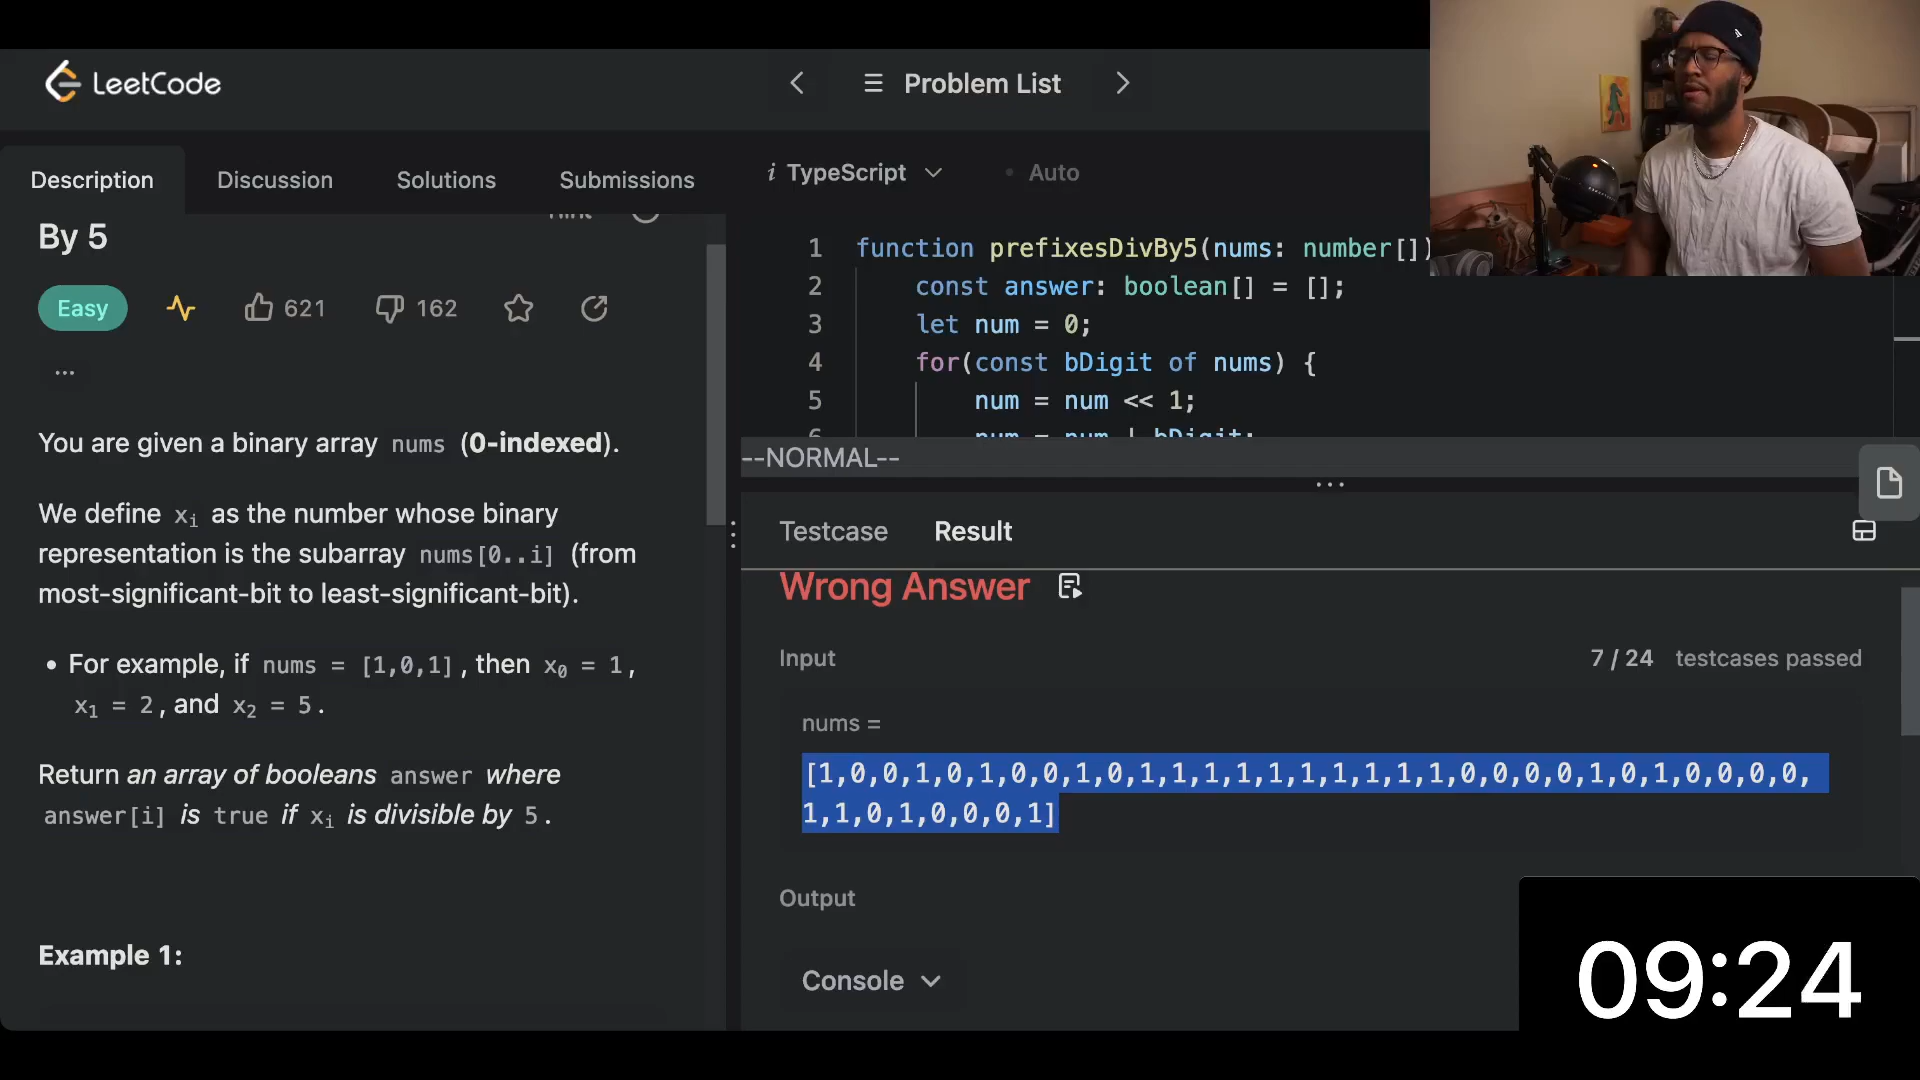 LeetCode
Problem List
Description
Discussion
Solutions
Submissions
By 5
Easy
621
162
...
You are given a binary array nums (0-indexed).
We define xi as the number whose binary
representation is the subarray nums[0..i] (from
most-significant-bit to least-significant-bit).
• For example, if nums = [1,0,1], then x0 = 1,
x1 = 2, and x2 = 5.
Return an array of booleans answer where
answer[i] is true if xi is divisible by 5.
Example 1:
i TypeScript
• Auto
1 function prefixesDivBy5(nums: number[])
2 const answer: boolean[] = [];
3 let num = 0;
4 for(const bDigit of nums) {
5 num = num << 1;
6 num = num | bDigit;
--NORMAL--
Testcase
Result
Wrong Answer
Input
7 / 24 testcases passed
nums =
[1,0,0,1,0,1,0,0,1,0,1,1,1,1,1,1,1,1,1,1,0,0,0,0,1,0,1,0,0,0,0,
1,1,0,1,0,0,0,1]
Output
Console
09:24